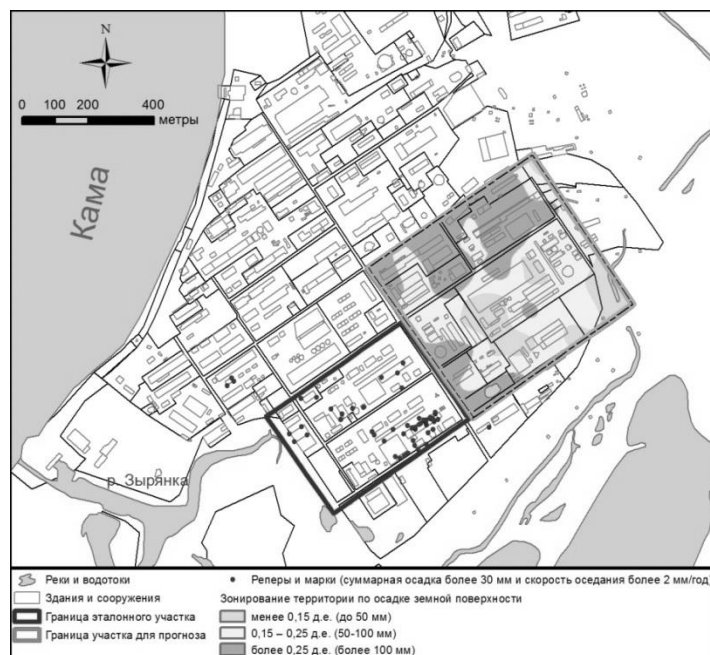 N
0 100 200 400
метры
Кама
р. Зырянка
Реки и водотоки
Здания и сооружения
Граница эталонного участка
Граница участка для прогноза
Реперы и марки (суммарная осадка более 30 мм и скорость оседания более 2 мм/год)
Зонирование территории по осадке земной поверхности
менее 0,15 д.е. (до 50 мм)
0,15 – 0,25 д.е. (50-100 мм)
более 0,25 д.е. (более 100 мм)